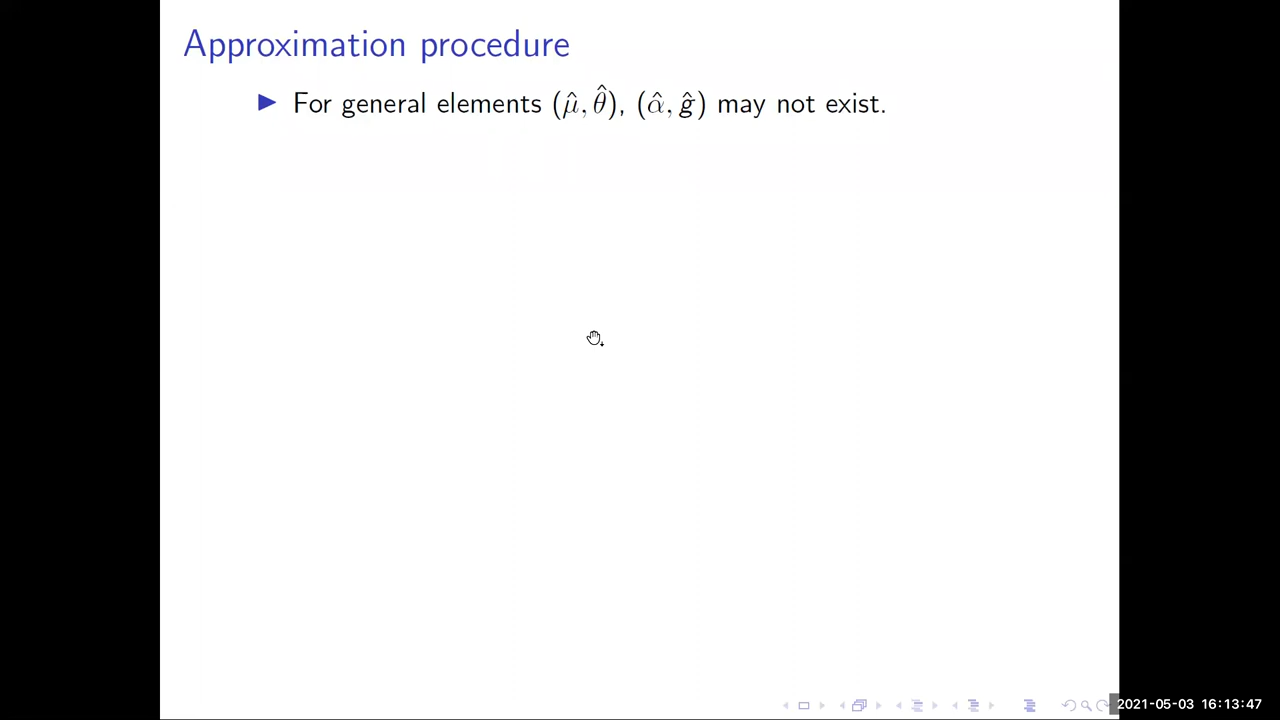 Approximation procedure
▶ For general elements (μ̂, θ̂), (α̂, ĝ) may not exist.
2021-05-03 16:13:47